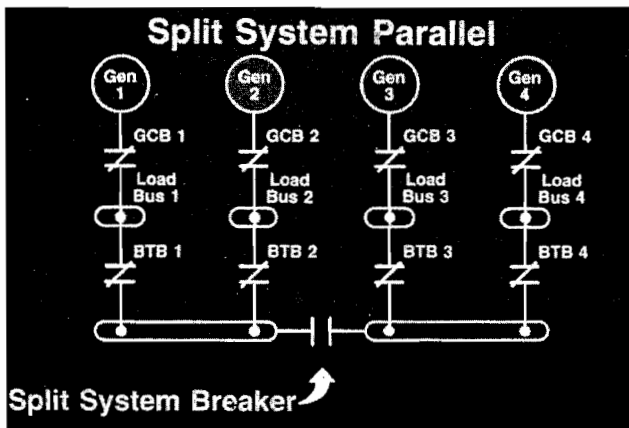 Split System Parallel
Gen 1
Gen 2
Gen 3
Gen 4
GCB 1
GCB 2
GCB 3
GCB 4
Load Bus 1
Load Bus 2
Load Bus 3
Load Bus 4
BTB 1
BTB 2
BTB 3
BTB 4
Split System Breaker